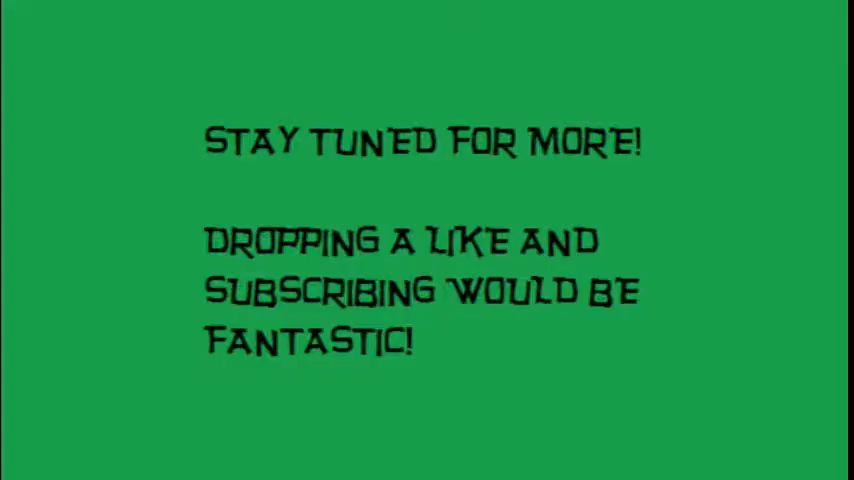 STAY TUNED FOR MORE!
DROPPING A LIKE AND
SUBSCRIBING WOULD BE
FANTASTIC!